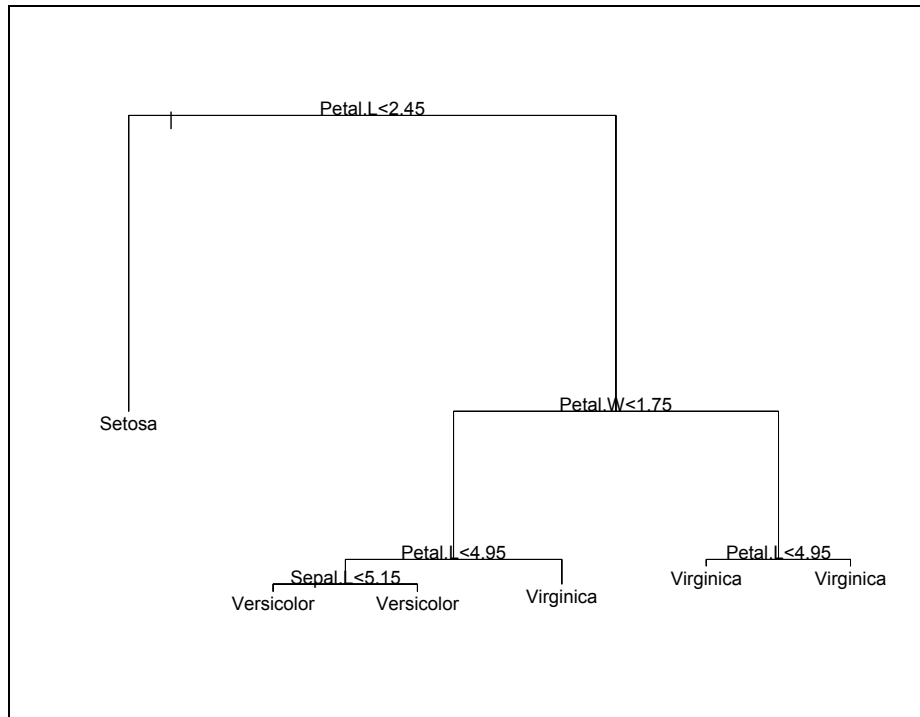 Petal.L<2.45
Setosa
Petal.W<1.75
Petal.L<4.95
Petal.L<4.95
Sepal.L<5.15
Virginica
Virginica
Versicolor
Versicolor
Virginica